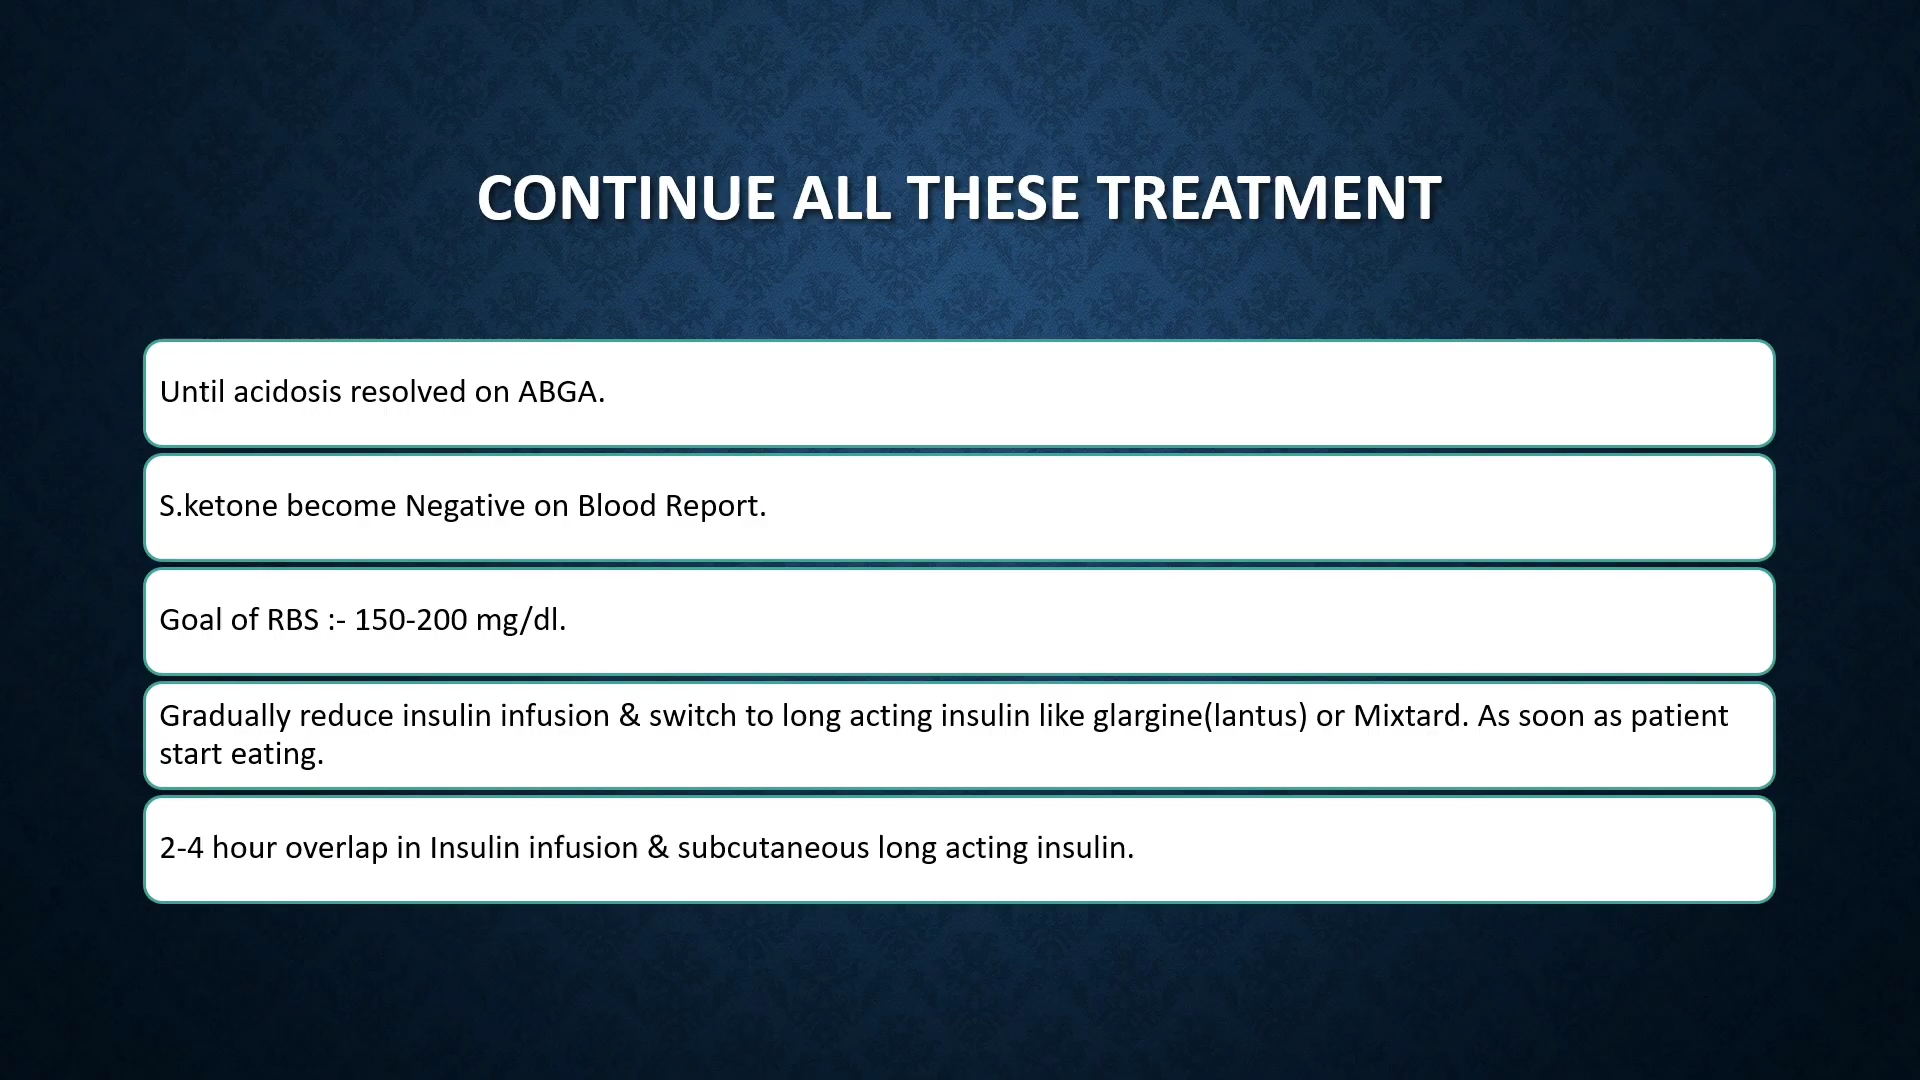 CONTINUE ALL THESE TREATMENT
Until acidosis resolved on ABGA.
S.ketone become Negative on Blood Report.
Goal of RBS :- 150-200 mg/dl.
Gradually reduce insulin infusion & switch to long acting insulin like glargine(lantus) or Mixtard. As soon as patient
start eating.
2-4 hour overlap in Insulin infusion & subcutaneous long acting insulin.